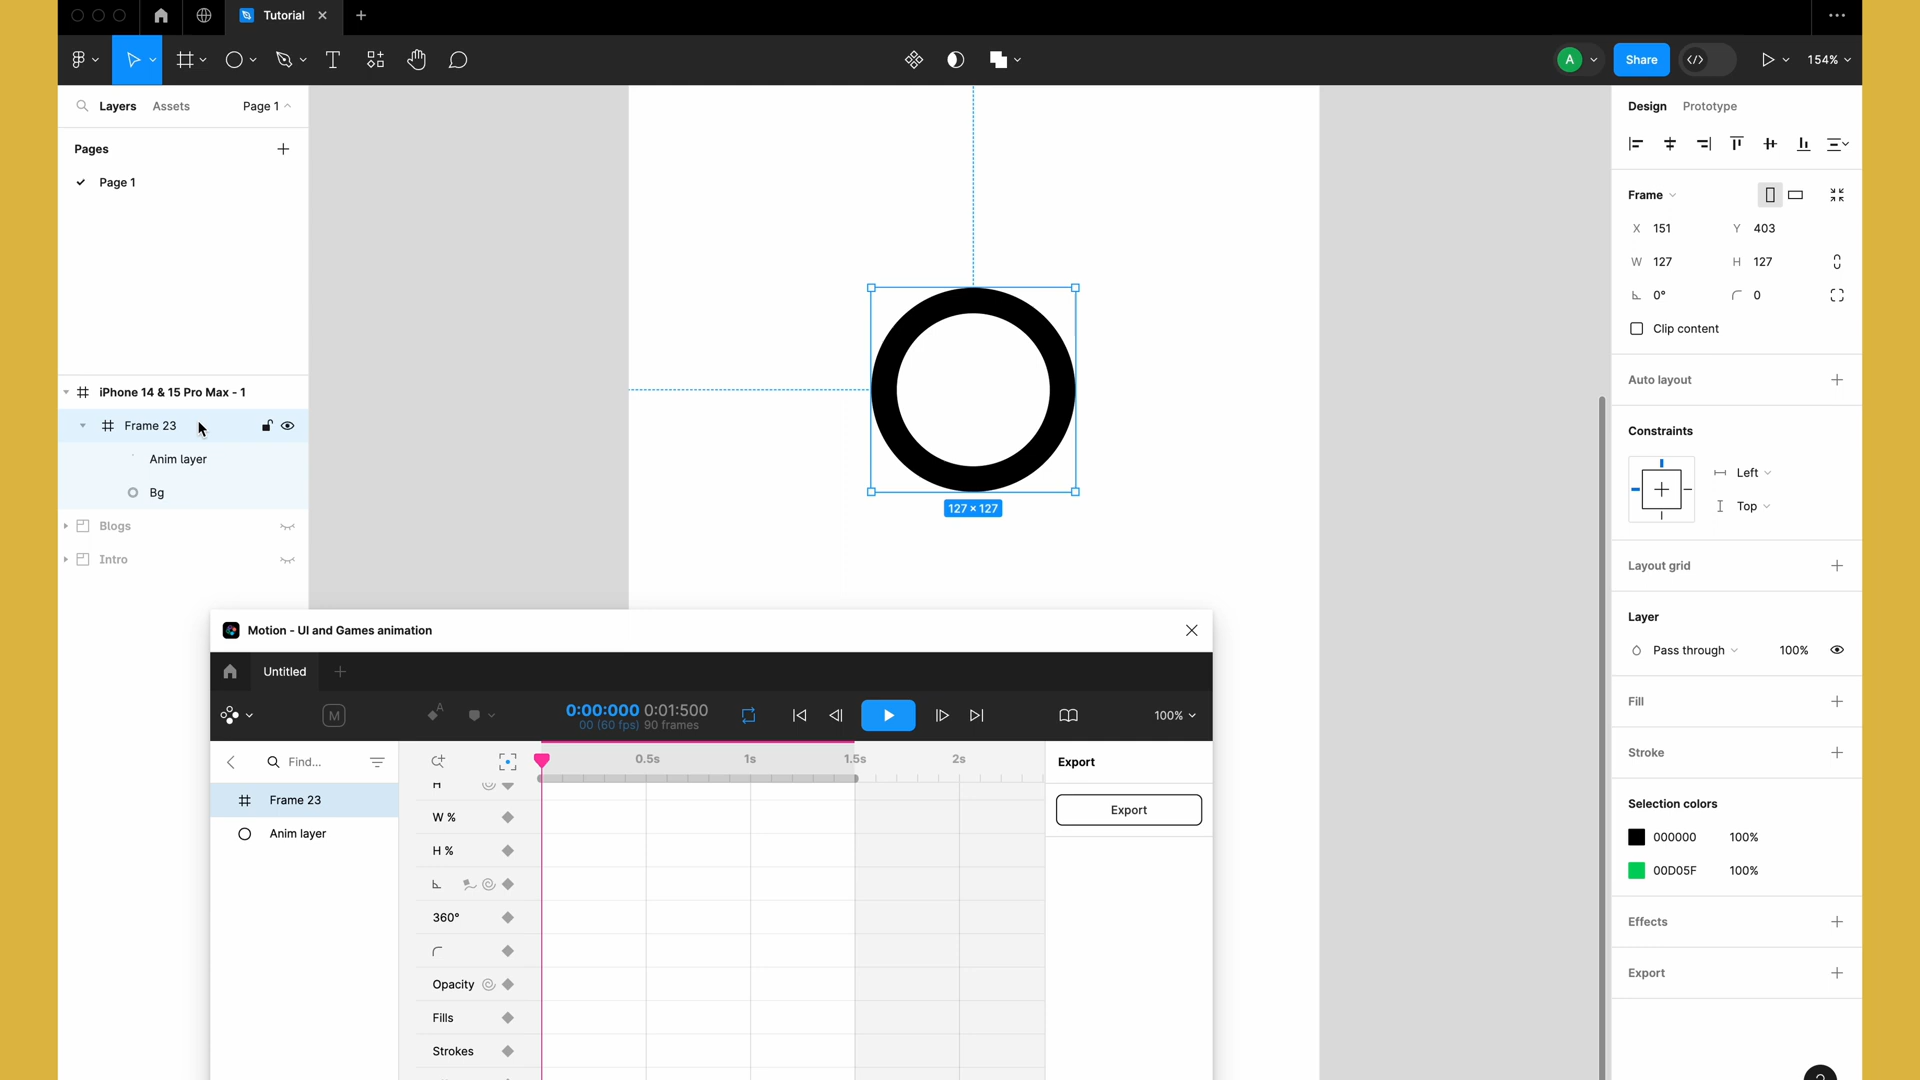 Tutorial
T
A
Share
154%
Layers Assets Page 1
Pages
Page 1
iPhone 14 & 15 Pro Max - 1
Frame 23
Anim layer
Bg
Blogs
Intro
127 × 127
Design Prototype
Frame
X 151 Y 403
W 127 H 127
0° 0
Clip content
Auto layout
Constraints
Left
Top
Layout grid
Layer
Pass through 100%
Fill
Stroke
Selection colors
000000 100%
00D05F 100%
Effects
Export
Motion - UI and Games animation
Untitled
M
A
0:00:000 0:01:500
00 (60 fps) 90 frames
100%
Find...
0.5s 1s 1.5s 2s
Export
Frame 23
Anim layer
H
W %
H %
360°
Opacity
Fills
Strokes
Export